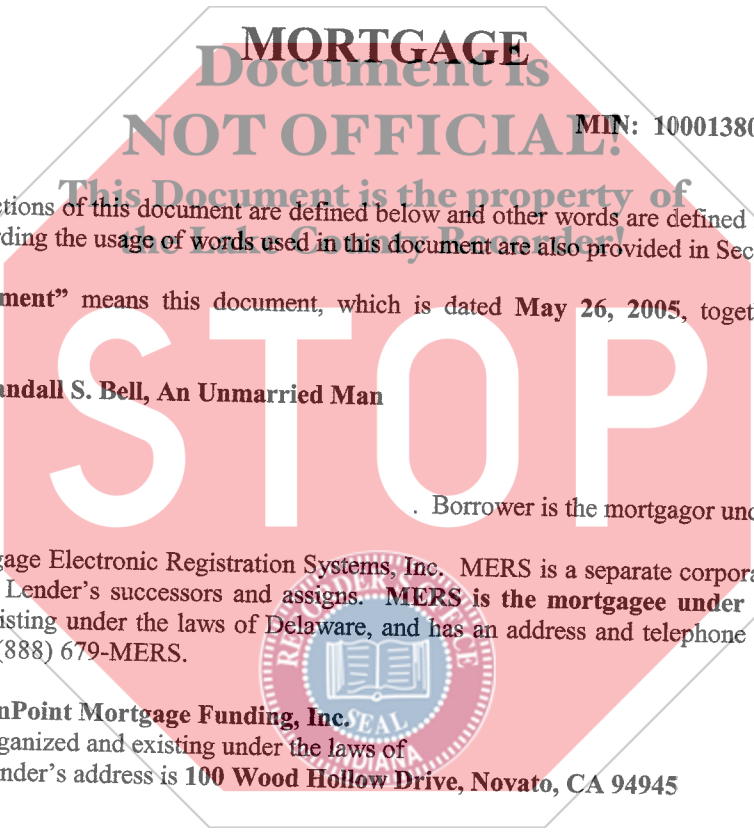 MORTGAGE
Document is
NOT OFFICIAL!
MIN: 10001380
This Document is the property of
the Lake County Recorder!
ctions of this document are defined below and other words are defined
rding the usage of words used in this document are also provided in Sec
ment” means this document, which is dated May 26, 2005, toget
andall S. Bell, An Unmarried Man
STOP
. Borrower is the mortgagor und
gage Electronic Registration Systems, Inc. MERS is a separate corpora
Lender’s successors and assigns. MERS is the mortgagee under
isting under the laws of Delaware, and has an address and telephone
(888) 679-MERS.
RECORDER'S OFFICE
SEAL
INDIANA
nPoint Mortgage Funding, Inc.
ganized and existing under the laws of
nder’s address is 100 Wood Hollow Drive, Novato, CA 94945